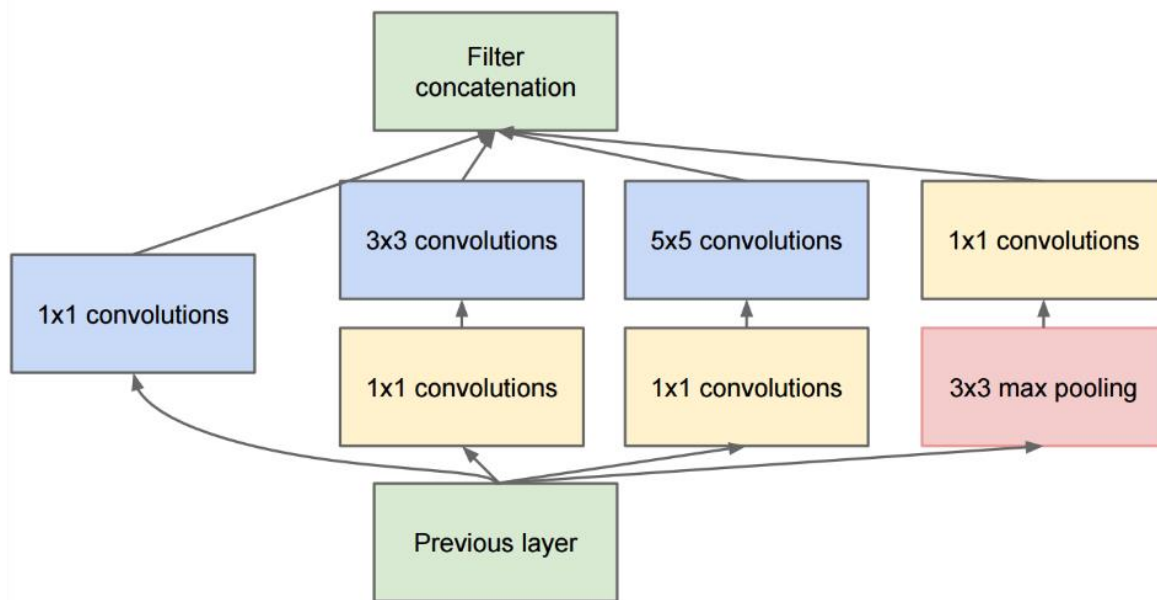 Filter
concatenation
3x3 convolutions
5x5 convolutions
1x1 convolutions
1x1 convolutions
1x1 convolutions
1x1 convolutions
3x3 max pooling
Previous layer